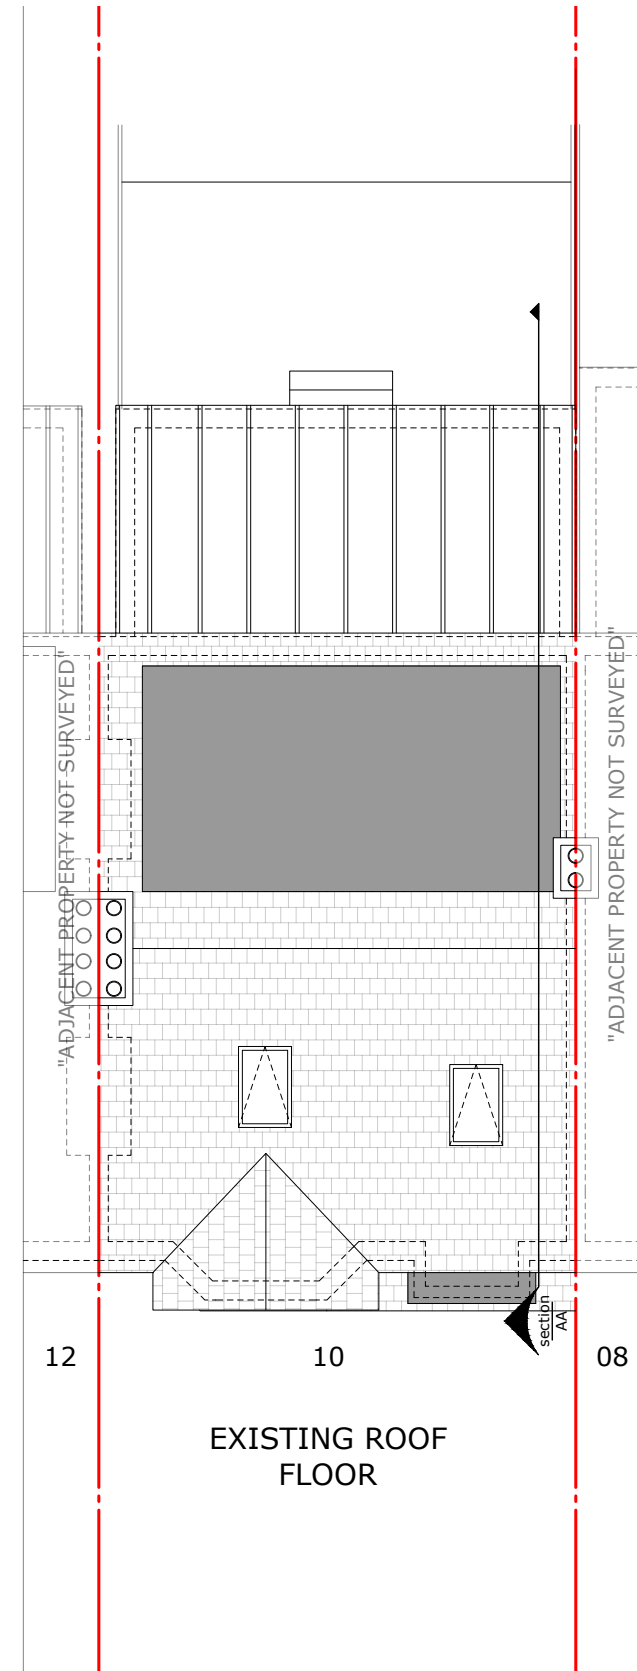 "ADJACENT PROPERTY NOT SURVEYED"
"ADJACENT PROPERTY NOT SURVEYED"
section
AA
12
10
08
EXISTING ROOF
FLOOR